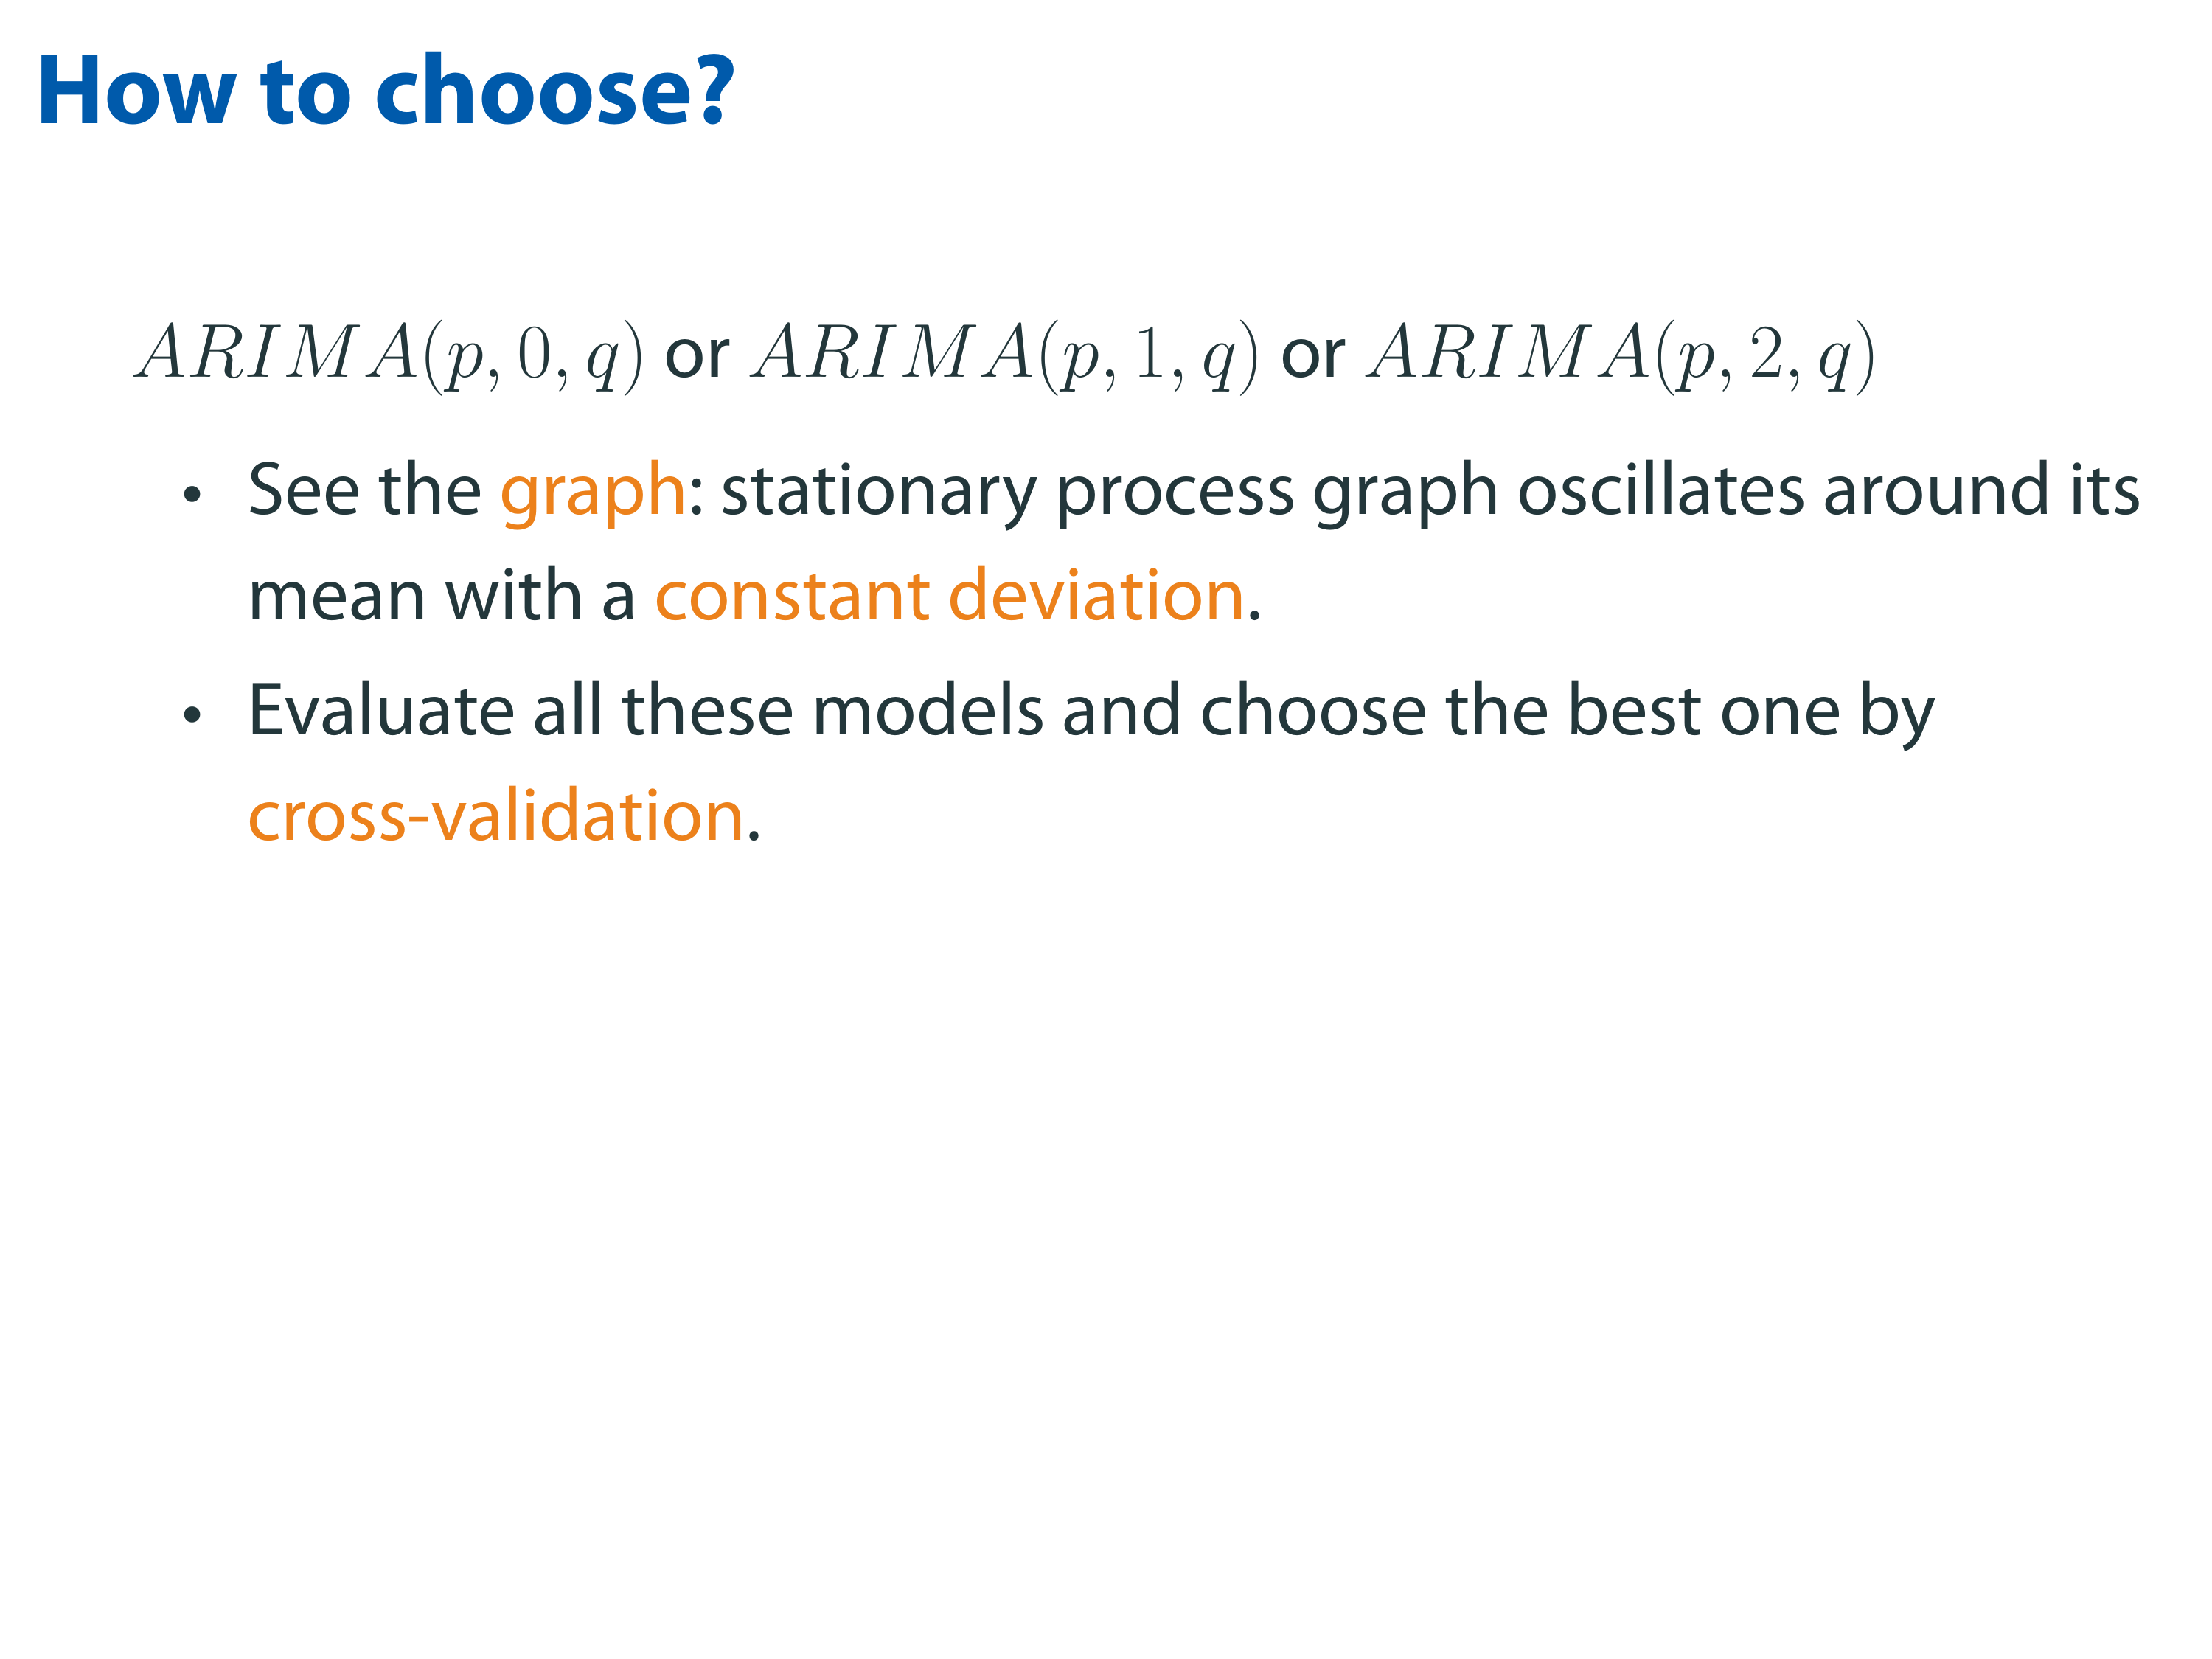 How to choose?
ARIMA(p, 0, q) or ARIMA(p, 1, q) or ARIMA(p, 2, q)
• See the graph: stationary process graph oscillates around its
mean with a constant deviation.
• Evaluate all these models and choose the best one by
cross-validation.